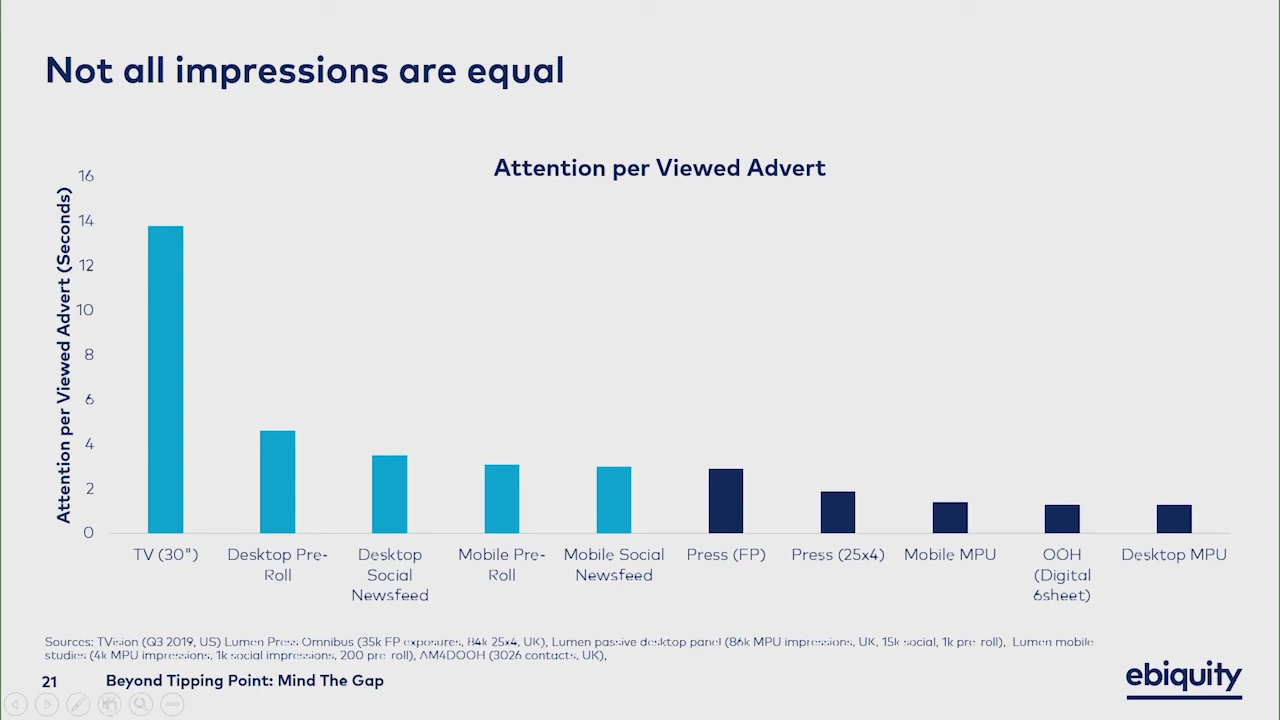 Not all impressions are equal
Attention per Viewed Advert
Attention per Viewed Advert (Seconds)
16
14
12
10
8
6
4
2
0
TV (30")
Desktop Pre-
Roll
Desktop
Social
Newsfeed
Mobile Pre-
Roll
Mobile Social
Newsfeed
Press (FP)
Press (25x4)
Mobile MPU
OOH
(Digital
6sheet)
Desktop MPU
Sources: TVision (Q3 2019, US) Lumen Press Omnibus (35k FP exposures, 84k 25x4, UK), Lumen passive desktop panel (86k MPU impressions, UK, 15k social, 1k pre-roll), Lumen mobile
studies (4k MPU impressions, 1k social impressions, 200 pre-roll), AM4DOOH (3026 contacts, UK),
21
Beyond Tipping Point: Mind The Gap
ebiquity